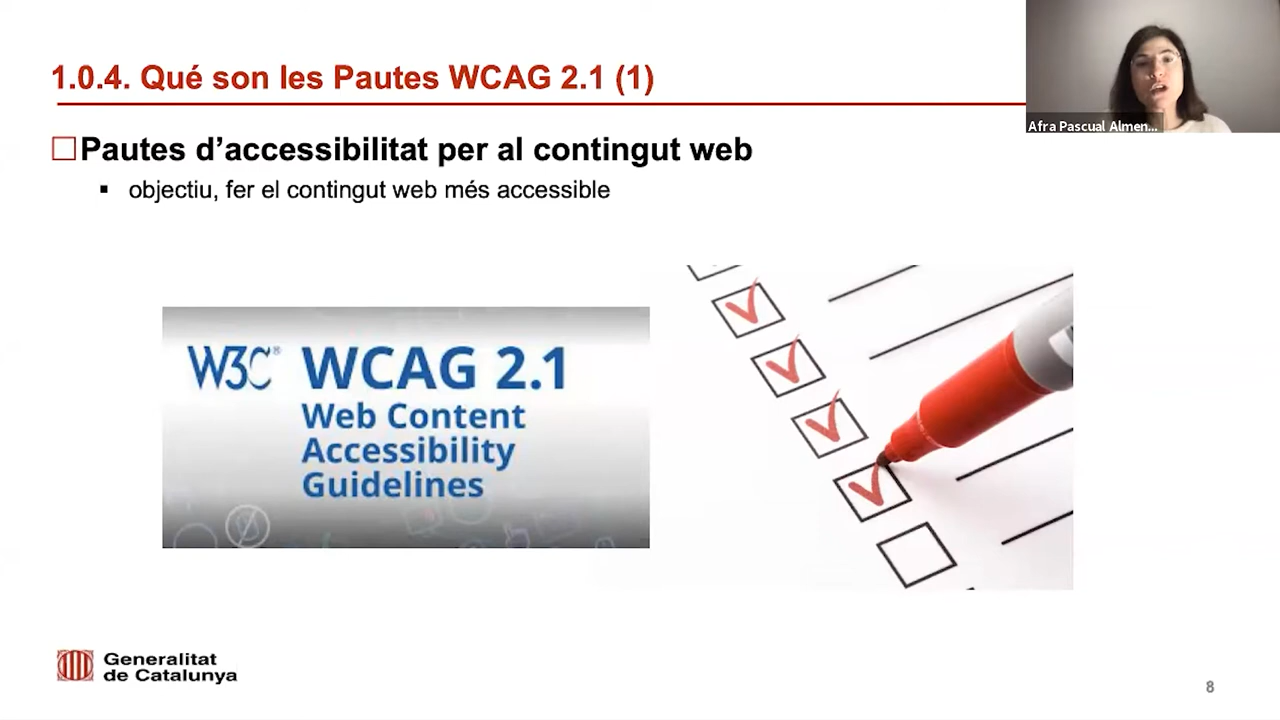 1.0.4. Qué son les Pautes WCAG 2.1 (1)
Afra Pascual Almen...
Pautes d’accessibilitat per al contingut web
objectiu, fer el contingut web més accessible
W3C® WCAG 2.1
Web Content
Accessibility
Guidelines
Generalitat
de Catalunya
8